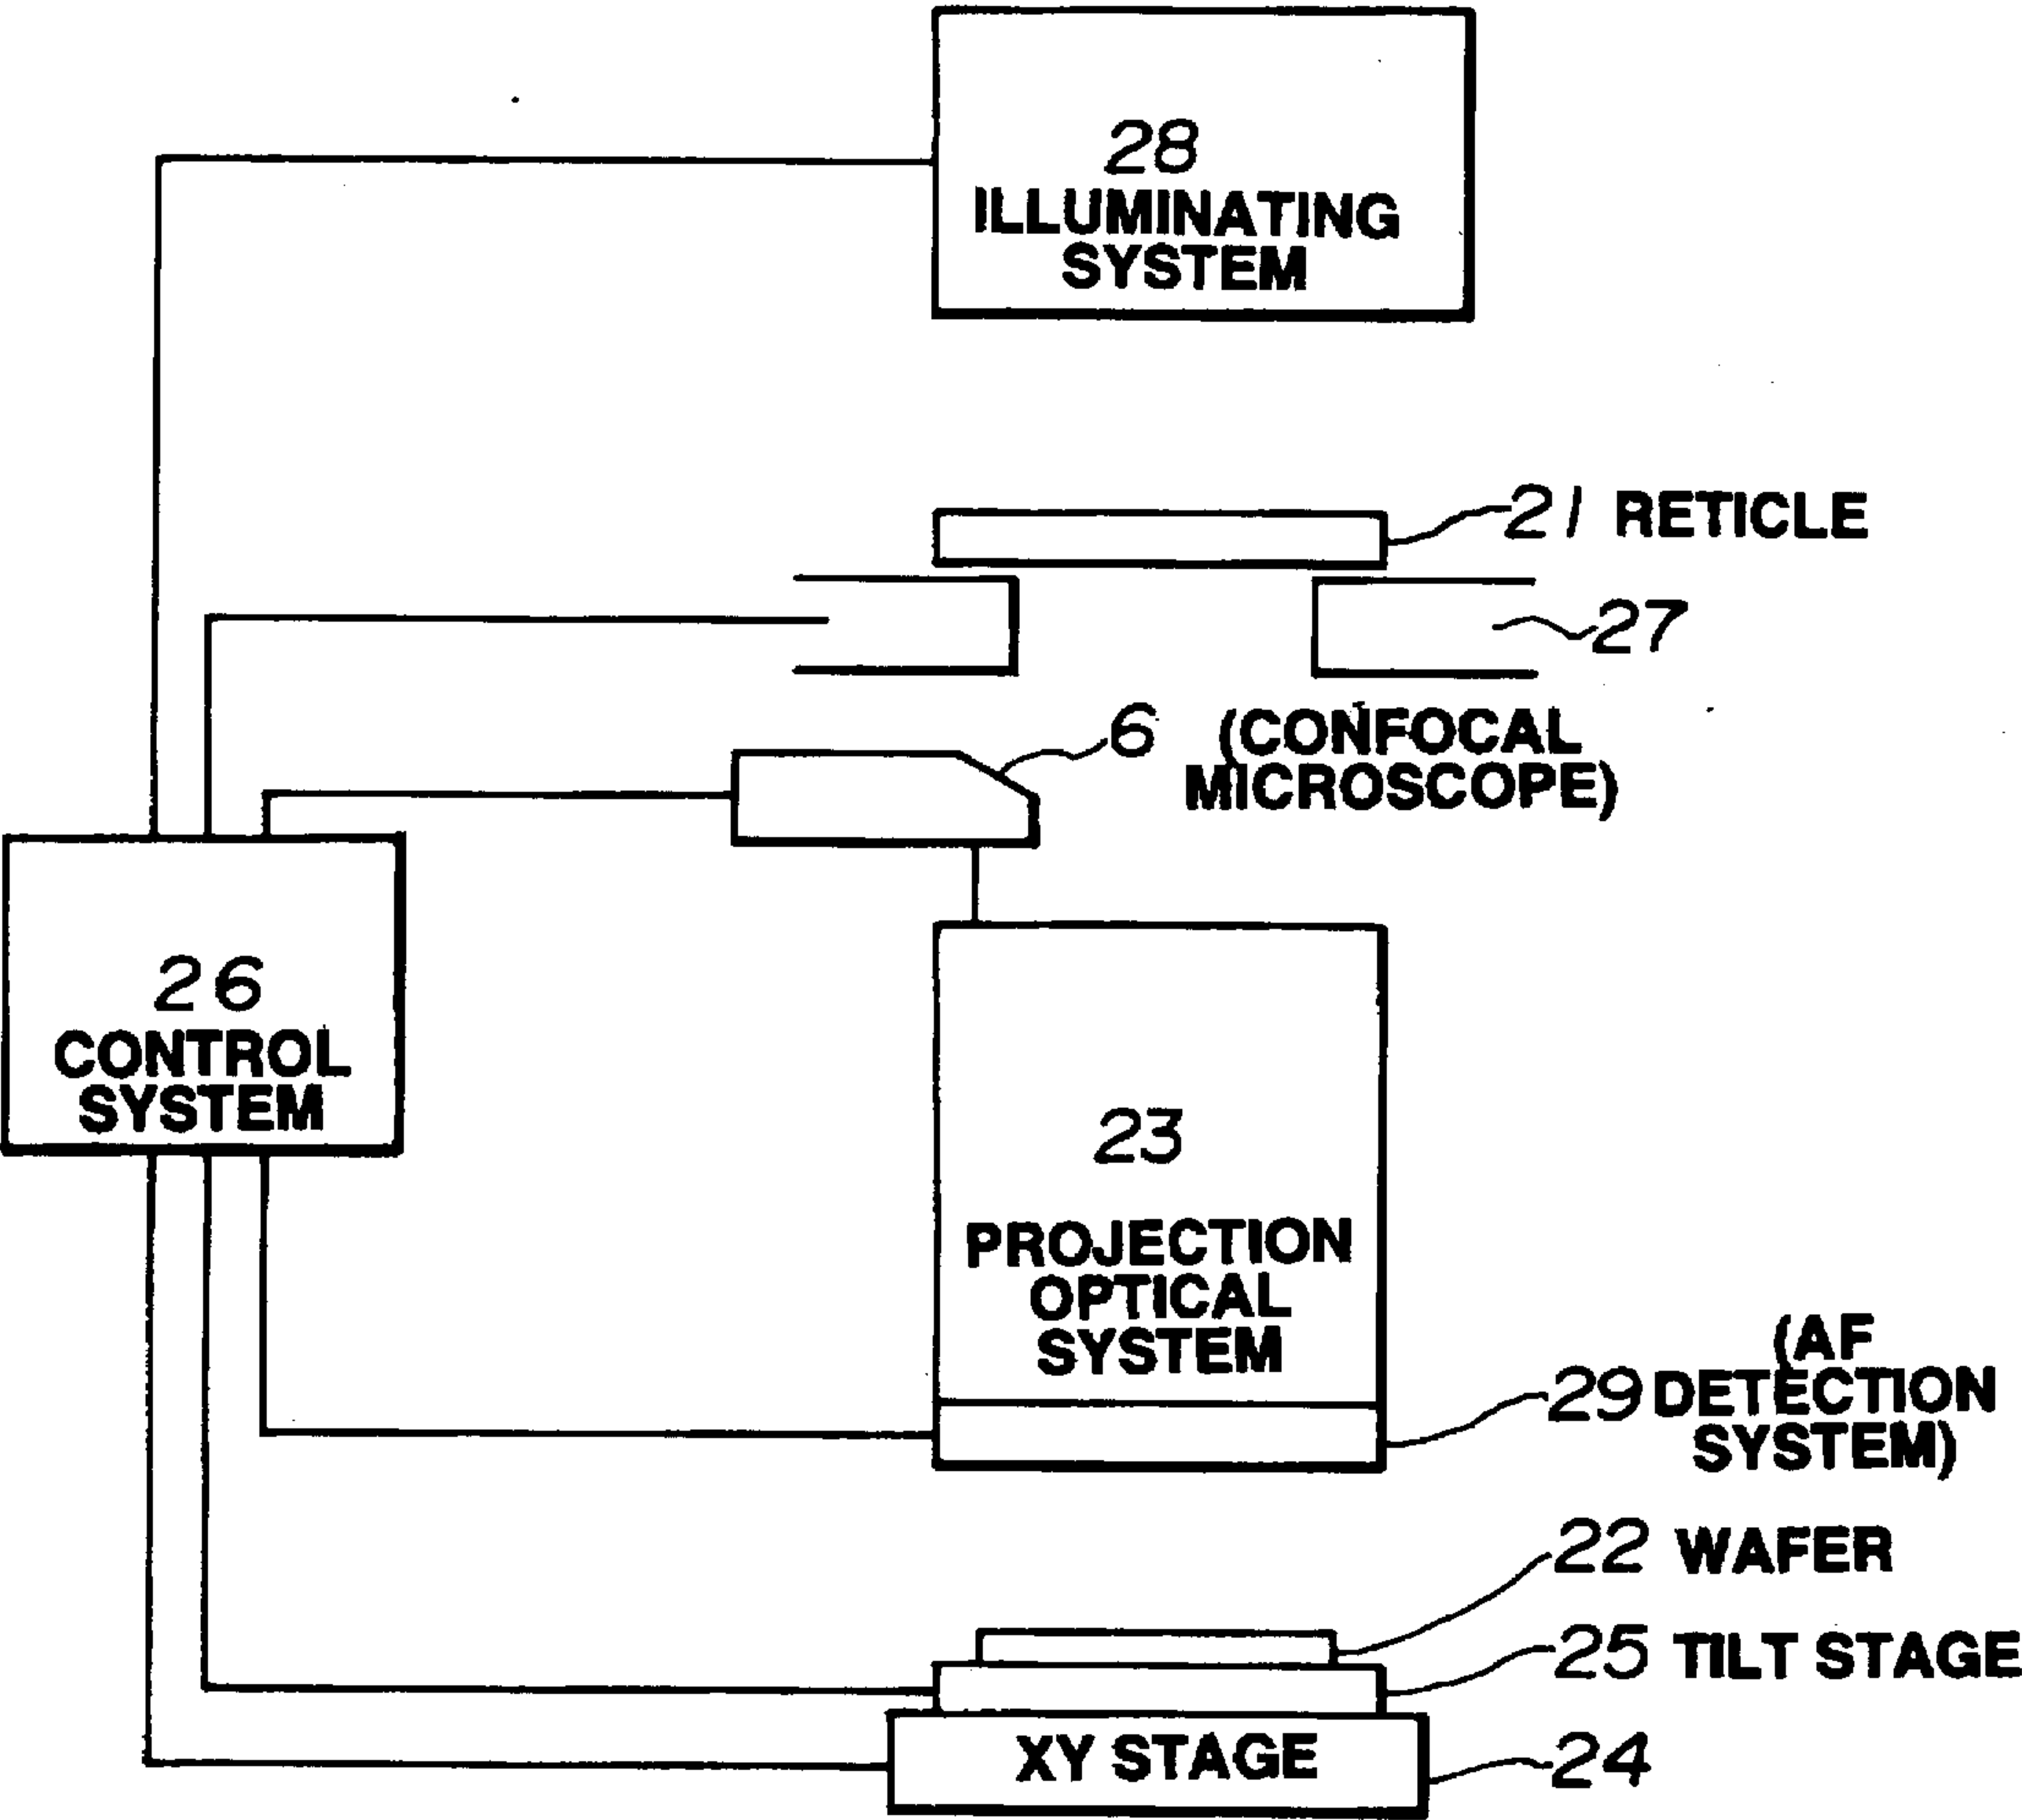 28
ILLUMINATING
SYSTEM
21 RETICLE
27
6 (CONFOCAL
MICROSCOPE)
26
CONTROL
SYSTEM
23
PROJECTION
OPTICAL
SYSTEM
(AF
29 DETECTION
SYSTEM)
22 WAFER
25 TILT STAGE
XY STAGE
24